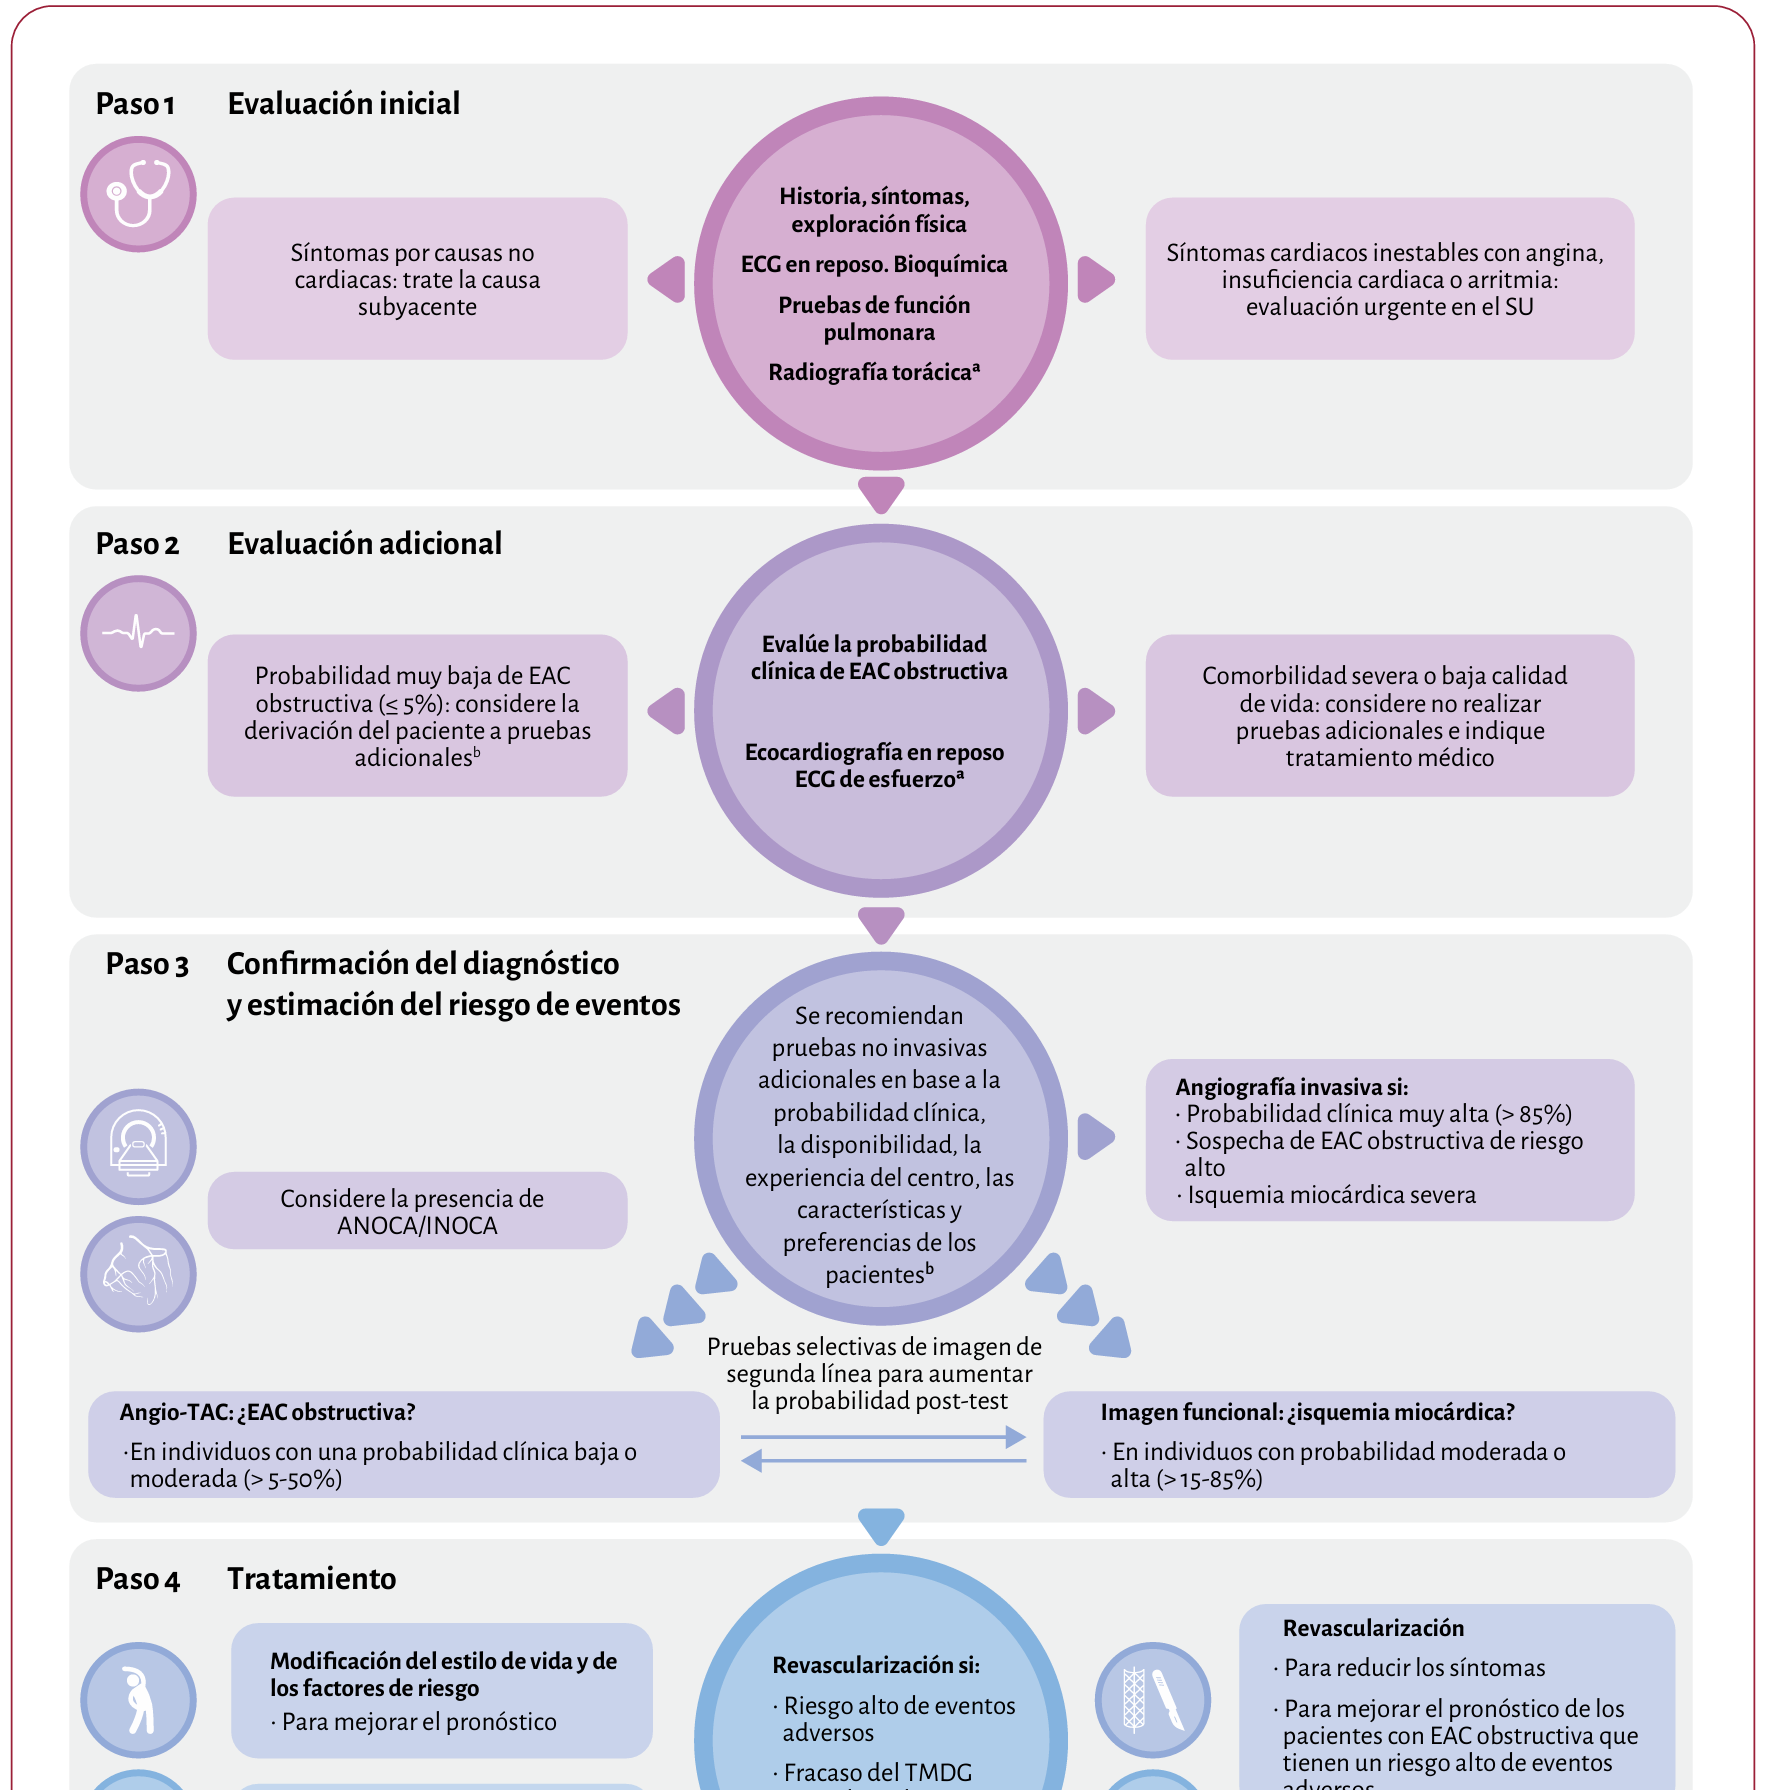 Paso 1 Evaluación inicial
Síntomas por causas no
cardiacas: trate la causa
subyacente
Historia, síntomas,
exploración física
ECG en reposo. Bioquímica
Pruebas de función
pulmonara
Radiografía torácicaª
Síntomas cardiacos inestables con angina,
insuficiencia cardiaca o arritmia:
evaluación urgente en el SU
Paso 2 Evaluación adicional
Probabilidad muy baja de EAC
obstructiva (≤ 5%): considere la
derivación del paciente a pruebas
adicionalesᵇ
Evalúe la probabilidad
clínica de EAC obstructiva
Ecocardiografía en reposo
ECG de esfuerzoª
Comorbilidad severa o baja calidad
de vida: considere no realizar
pruebas adicionales e indique
tratamiento médico
Paso 3 Confirmación del diagnóstico
y estimación del riesgo de eventos
Considere la presencia de
ANOCA/INOCA
Se recomiendan
pruebas no invasivas
adicionales en base a la
probabilidad clínica,
la disponibilidad, la
experiencia del centro, las
características y
preferencias de los
pacientesᵇ
Angiografía invasiva si:
· Probabilidad clínica muy alta (> 85%)
· Sospecha de EAC obstructiva de riesgo
alto
· Isquemia miocárdica severa
Pruebas selectivas de imagen de
segunda línea para aumentar
la probabilidad post-test
Angio-TAC: ¿EAC obstructiva?
·En individuos con una probabilidad clínica baja o
moderada (> 5-50%)
Imagen funcional: ¿isquemia miocárdica?
· En individuos con probabilidad moderada o
alta (> 15-85%)
Paso 4 Tratamiento
Modificación del estilo de vida y de
los factores de riesgo
· Para mejorar el pronóstico
Revascularización si:
· Riesgo alto de eventos
adversos
· Fracaso del TMDG
Revascularización
· Para reducir los síntomas
· Para mejorar el pronóstico de los
pacientes con EAC obstructiva que
tienen un riesgo alto de eventos
adversos